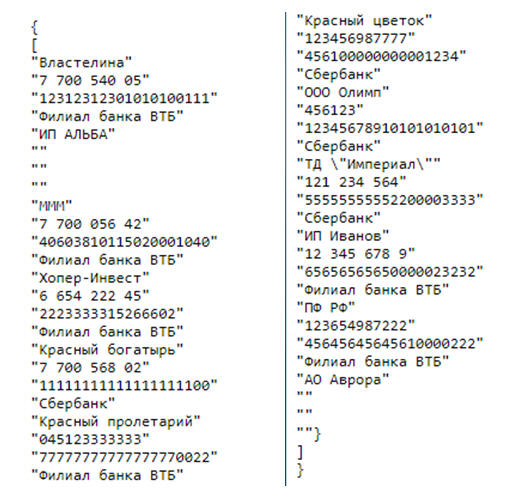 {
[
"Властелина"
"7 700 540 05"
"12312312301010100111"
"Филиал банка ВТБ"
"ИП АЛЬБА"
""
""
""
"МММ"
"7 700 056 42"
"40603810115020001040"
"Филиал банка ВТБ"
"Хопер-Инвест"
"6 654 222 45"
"2223333315266602"
"Филиал банка ВТБ"
"Красный богатырь"
"7 700 568 02"
"11111111111111111100"
"Сбербанк"
"Красный пролетарий"
"045123333333"
"77777777777777770022"
"Филиал банка ВТБ"
"Красный цветок"
"123456987777"
"456100000000001234"
"Сбербанк"
"ООО Олимп"
"456123"
"12345678910101010101"
"Сбербанк"
"ТД \"Империал\""
"121 234 564"
"55555555552200003333"
"Сбербанк"
"ИП Иванов"
"12 345 678 9"
"65656565650000023232"
"Филиал банка ВТБ"
"ПФ РФ"
"123654987222"
"45645645645610000222"
"Филиал банка ВТБ"
"АО Аврора"
""
""
""}
]
}